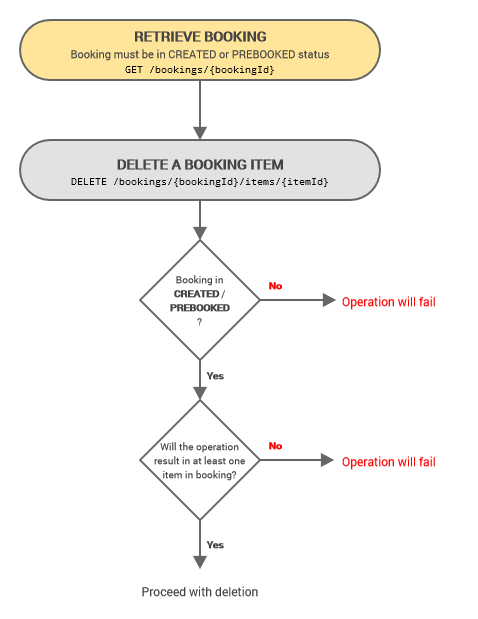 RETRIEVE BOOKING
Booking must be in CREATED or PREBOOKED status
GET /bookings/{bookingId}
DELETE A BOOKING ITEM
DELETE /bookings/{bookingId}/items/{itemId}
Booking in
CREATED /
PREBOOKED
?
No
Operation will fail
Yes
Will the operation
result in at least one
item in booking?
No
Operation will fail
Yes
Proceed with deletion